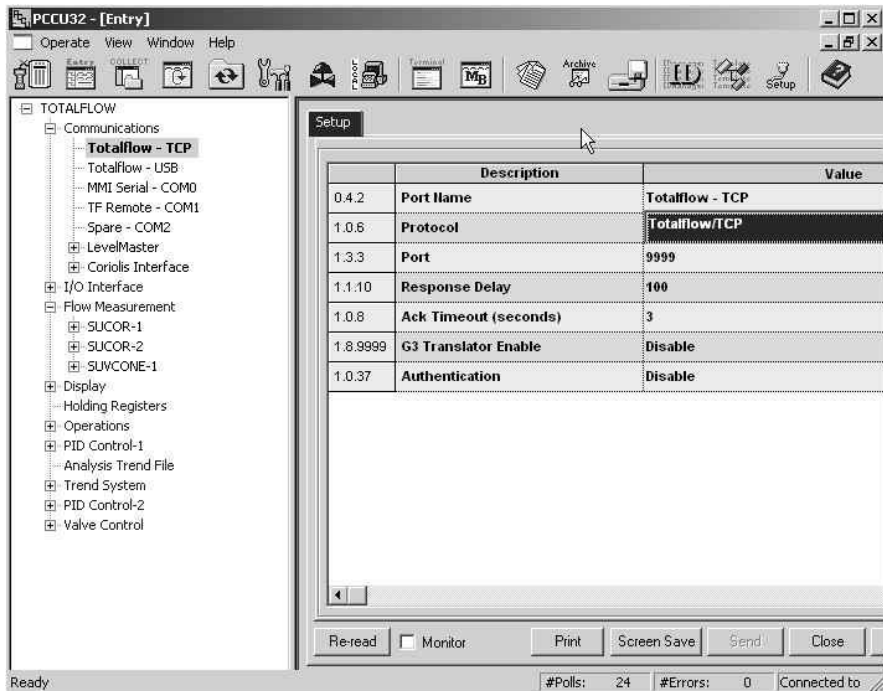 PCCU32 - [Entry]
Operate View Window Help
Entry
COLLECT
LOCAL
Terminal
MB
Archive
Setup
TOTALFLOW
Communications
Totalflow - TCP
Totalflow - USB
MMI Serial - COM0
TF Remote - COM1
Spare - COM2
LevelMaster
Coriolis Interface
I/O Interface
Flow Measurement
SUCOR-1
SUCOR-2
SUVCONE-1
Display
Holding Registers
Operations
PID Control-1
Analysis Trend File
Trend System
PID Control-2
Valve Control
Setup
Description Value
0.4.2 Port Name Totalflow - TCP
1.0.6 Protocol Totalflow/TCP
1.3.3 Port 9999
1.1.10 Response Delay 100
1.0.8 Ack Timeout (seconds) 3
1.8.9999 G3 Translator Enable Disable
1.0.37 Authentication Disable
Re-read Monitor Print Screen Save Send Close
Ready #Polls: 24 #Errors: 0 Connected to